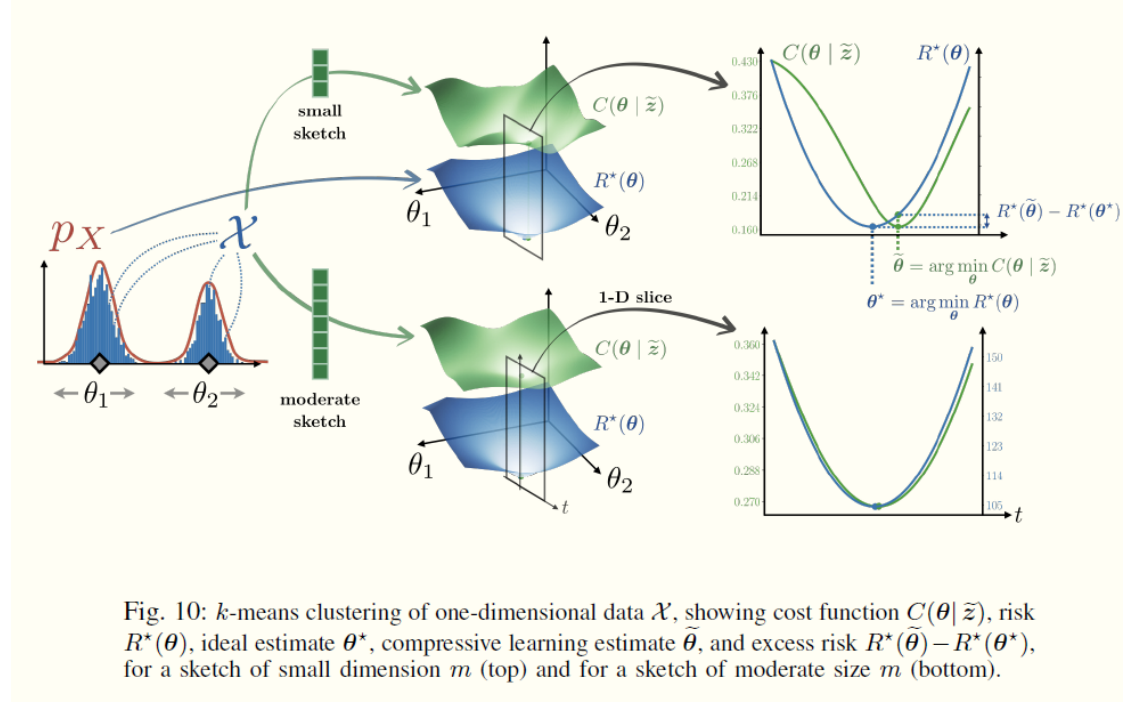 small
sketch
C(θ | z̃)
R*(θ)
θ₁
θ₂
p_X
𝒳
θ₁
θ₂
moderate
sketch
1-D slice
C(θ | z̃)
R*(θ)
θ₁
θ₂
t
C(θ | z̃)
R*(θ)
0.430
0.376
0.322
0.268
0.214
0.160
R*(θ̃) − R*(θ*)
θ̃ = arg min_θ C(θ | z̃)
θ* = arg min_θ R*(θ)
0.360
0.342
0.324
0.306
0.288
0.270
150
141
132
123
114
105
t
Fig. 10: k-means clustering of one-dimensional data 𝒳, showing cost function C(θ| z̃), risk
R*(θ), ideal estimate θ*, compressive learning estimate θ̃, and excess risk R*(θ̃)−R*(θ*),
for a sketch of small dimension m (top) and for a sketch of moderate size m (bottom).